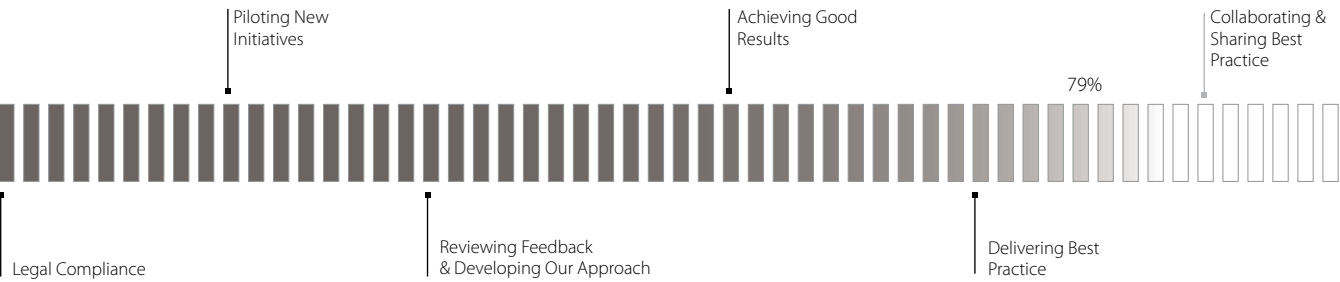 Piloting New
Initiatives
Achieving Good
Results
Collaborating &
Sharing Best
Practice
79%
Legal Compliance
Reviewing Feedback
& Developing Our Approach
Delivering Best
Practice